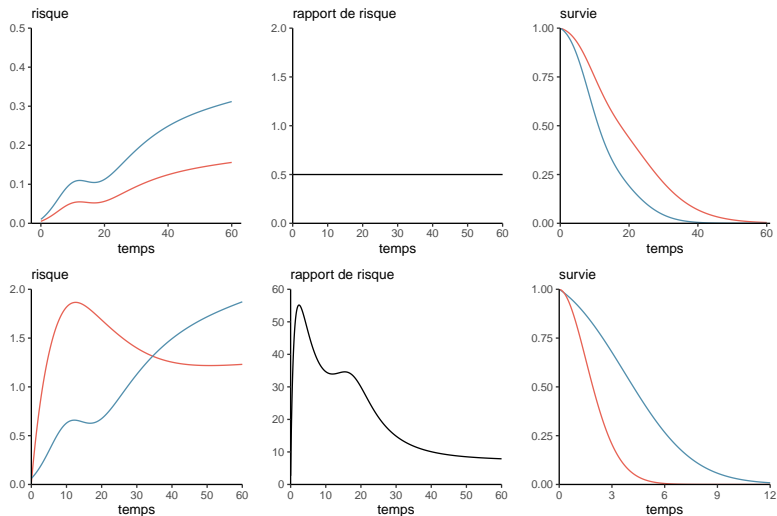 risque
0.5
0.4
0.3
0.2
0.1
0.0
0 20 40 60
temps
rapport de risque
2.0
1.5
1.0
0.5
0.0
0 10 20 30 40 50 60
temps
survie
1.00
0.75
0.50
0.25
0.00
0 20 40 60
temps
risque
2.0
1.5
1.0
0.5
0.0
0 10 20 30 40 50 60
temps
rapport de risque
60
50
40
30
20
10
0
0 10 20 30 40 50 60
temps
survie
1.00
0.75
0.50
0.25
0.00
0 3 6 9 12
temps